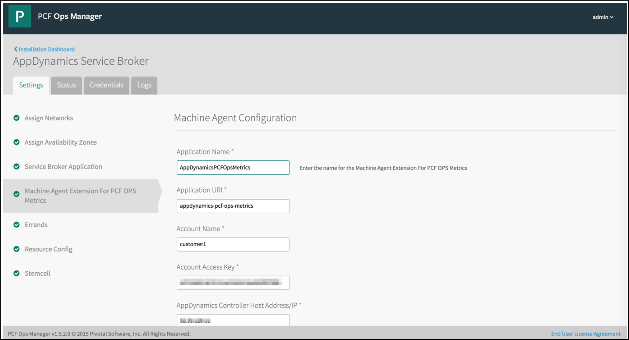 P PCF Ops Manager
admin
Installation Dashboard
AppDynamics Service Broker
Settings Status Credentials Logs
Assign Networks
Assign Availability Zones
Service Broker Application
Machine Agent Extension For PCF OPS
Metrics
Errands
Resource Config
Stemcell
Machine Agent Configuration
Application Name *
AppDynamicsPCFOpsMetrics
Enter the name for the Machine Agent Extension For PCF OPS Metrics
Application URI *
appdynamics-pcf-ops-metrics
Account Name *
customer1
Account Access Key *
AppDynamics Controller Host Address/IP *
PCF Ops Manager v1.5.2.0 © 2015 Pivotal Software, Inc. All Rights Reserved.
End User License Agreement